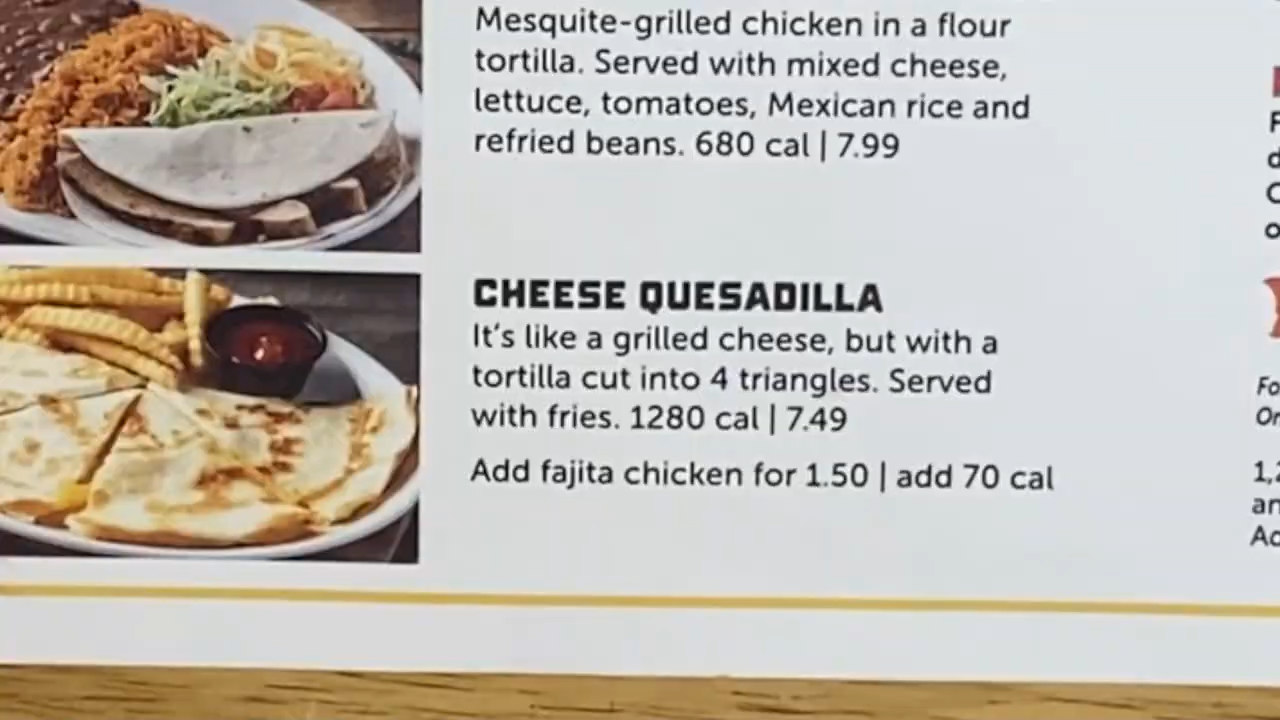 Mesquite-grilled chicken in a flour
tortilla. Served with mixed cheese,
lettuce, tomatoes, Mexican rice and
refried beans. 680 cal | 7.99
CHEESE QUESADILLA
It's like a grilled cheese, but with a
tortilla cut into 4 triangles. Served
with fries. 1280 cal | 7.49
Add fajita chicken for 1.50 | add 70 cal